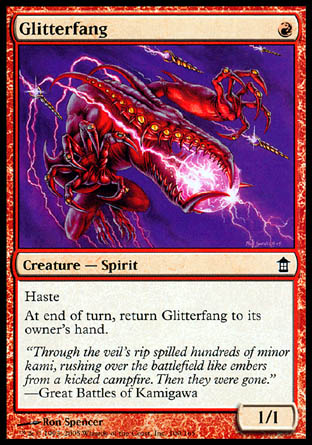 Glitterfang
Creature — Spirit
Haste
At end of turn, return Glitterfang to its
owner's hand.
"Through the veil's rip spilled hundreds of minor
kami, rushing over the battlefield like embers
from a kicked campfire. Then they were gone."
—Great Battles of Kamigawa
Ron Spencer
1/1